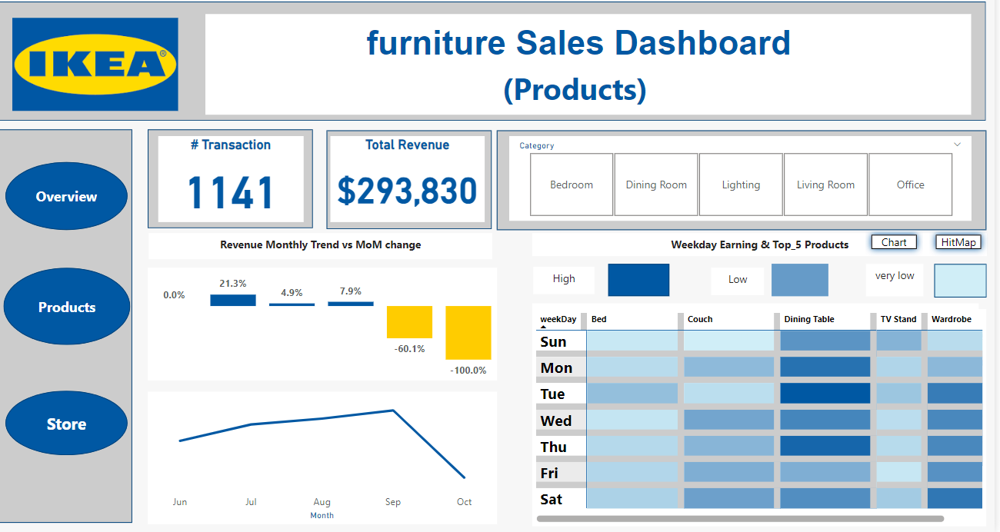 IKEA®
furniture Sales Dashboard
(Products)
Overview
Products
Store
# Transaction
1141
Total Revenue
$293,830
Category
Bedroom
Dining Room
Lighting
Living Room
Office
Revenue Monthly Trend vs MoM change
0.0%
21.3%
4.9%
7.9%
-60.1%
-100.0%
Jun
Jul
Aug
Sep
Oct
Month
Weekday Earning & Top_5 Products
Chart
HitMap
High
Low
very low
weekDay
Bed
Couch
Dining Table
TV Stand
Wardrobe
Sun
Mon
Tue
Wed
Thu
Fri
Sat